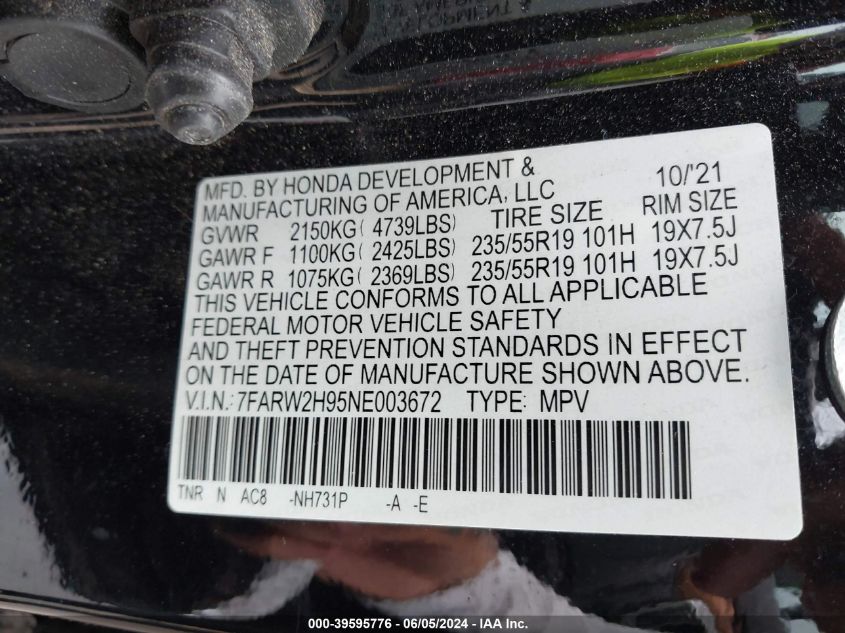 MFD. BY HONDA DEVELOPMENT & 10/'21
MANUFACTURING OF AMERICA, LLC
TIRE SIZE RIM SIZE
GVWR 2150KG( 4739LBS)
GAWR F 1100KG( 2425LBS) 235/55R19 101H 19X7.5J
GAWR R 1075KG( 2369LBS) 235/55R19 101H 19X7.5J
THIS VEHICLE CONFORMS TO ALL APPLICABLE
FEDERAL MOTOR VEHICLE SAFETY
AND THEFT PREVENTION STANDARDS IN EFFECT
ON THE DATE OF MANUFACTURE SHOWN ABOVE.
V.I.N.: 7FARW2H95NE003672 TYPE: MPV
TNR N AC8 -NH731P -A -E
000-39595776 - 06/05/2024 - IAA Inc.